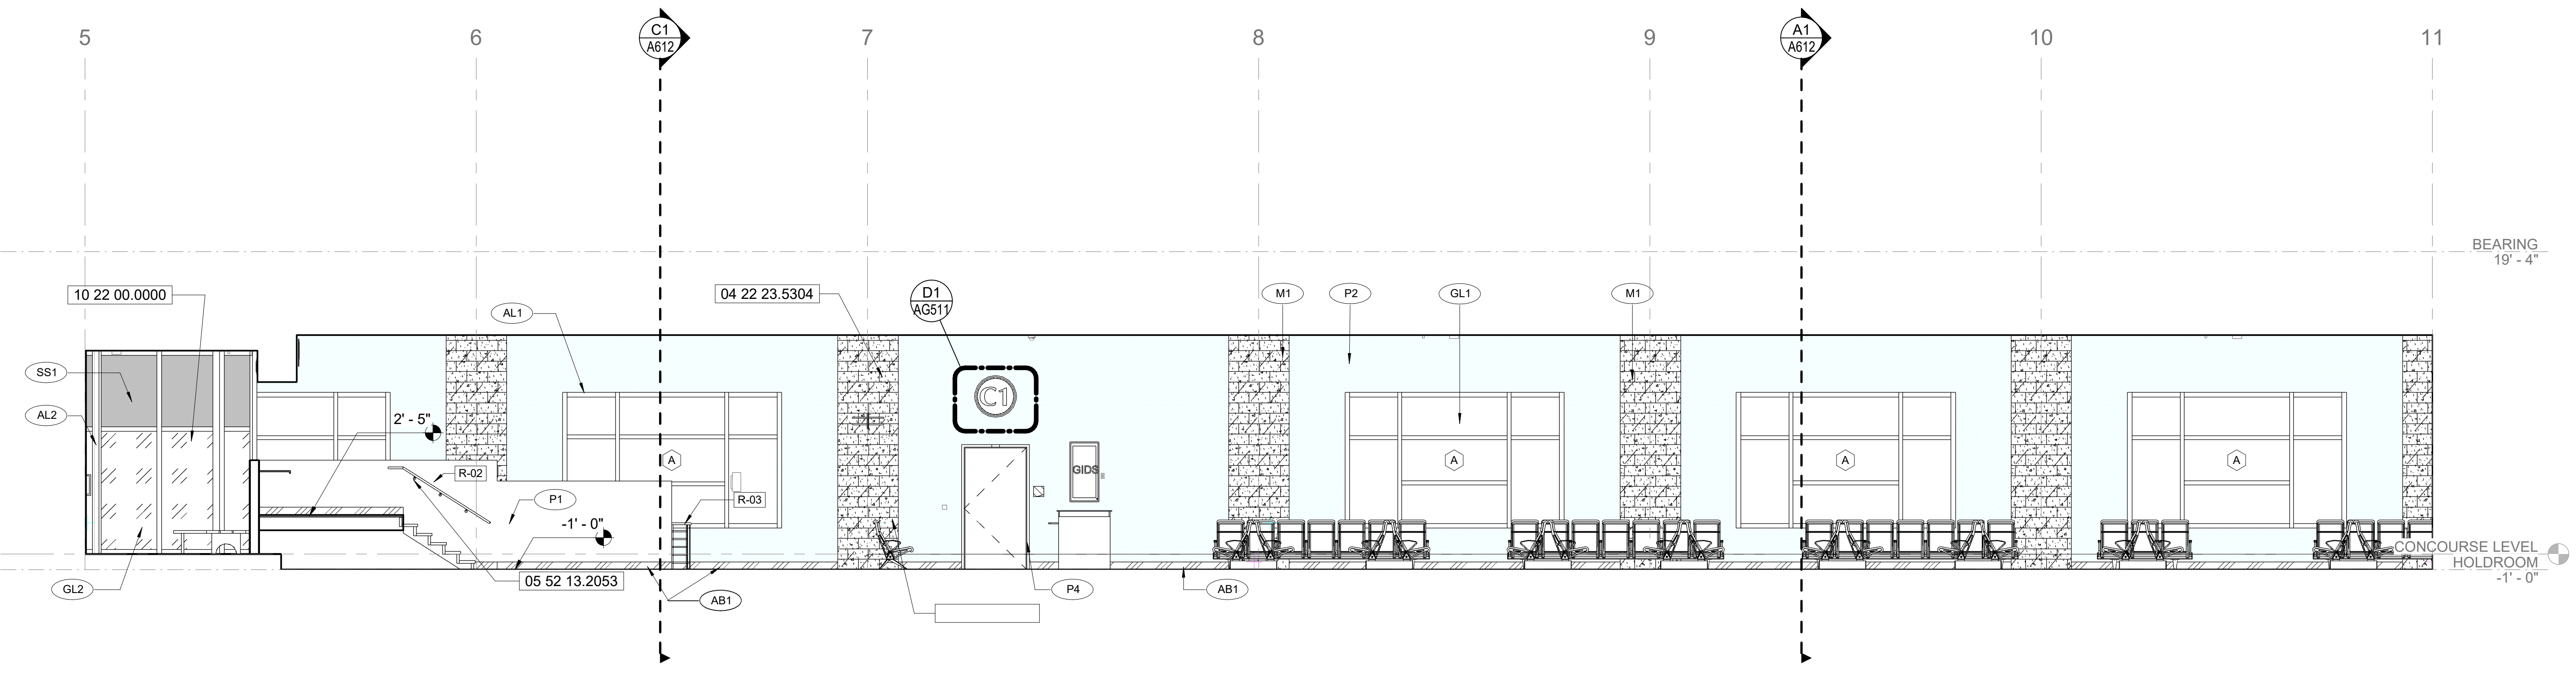 5
6
C1
A612
7
8
9
A1
A612
10
11
BEARING
19' - 4"
10 22 00.0000
04 22 23.5304
D1
AG511
M1
P2
GL1
M1
AL1
SS1
AL2
2' - 5"
C1
A
A
A
A
R-02
GIDS
P1
R-03
-1' - 0"
CONCOURSE LEVEL
HOLDROOM
-1' - 0"
05 52 13.2053
GL2
AB1
P4
AB1